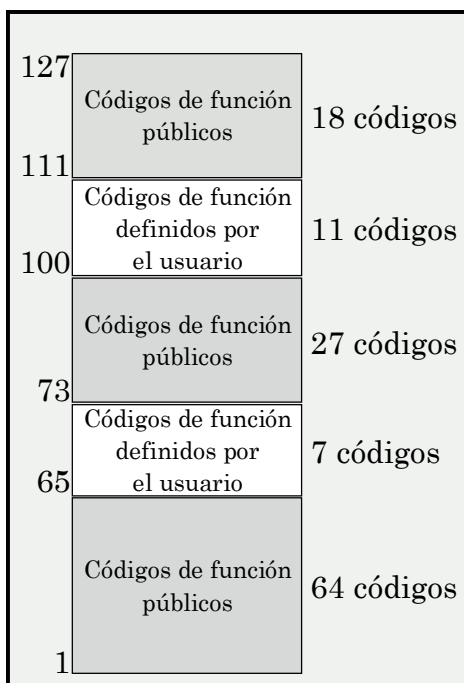 127
Códigos de función
públicos
18 códigos
111
Códigos de función
definidos por
el usuario
11 códigos
100
Códigos de función
públicos
27 códigos
73
Códigos de función
definidos por
el usuario
7 códigos
65
Códigos de función
públicos
64 códigos
1